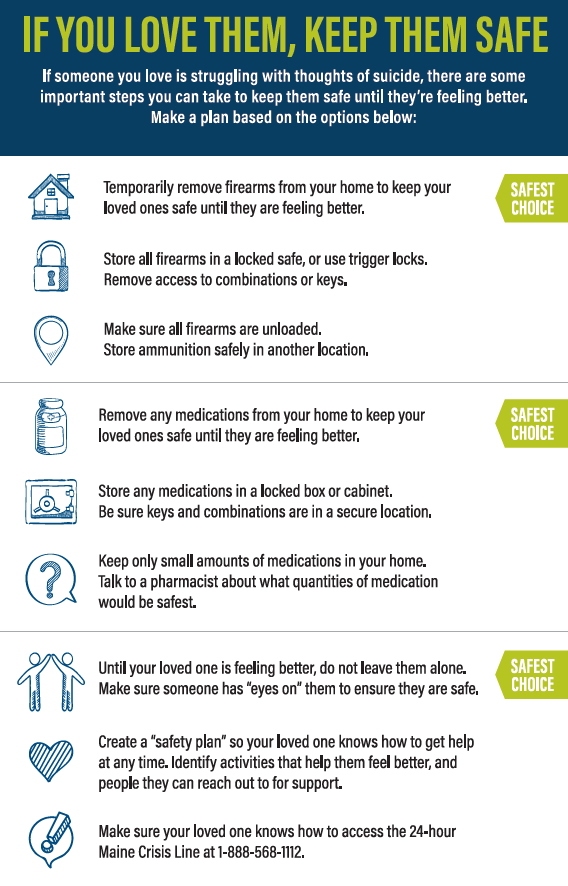 IF YOU LOVE THEM, KEEP THEM SAFE
If someone you love is struggling with thoughts of suicide, there are some
important steps you can take to keep them safe until they're feeling better.
Make a plan based on the options below:
Temporarily remove firearms from your home to keep your
loved ones safe until they are feeling better.
SAFEST
CHOICE
Store all firearms in a locked safe, or use trigger locks.
Remove access to combinations or keys.
Make sure all firearms are unloaded.
Store ammunition safely in another location.
Remove any medications from your home to keep your
loved ones safe until they are feeling better.
SAFEST
CHOICE
Store any medications in a locked box or cabinet.
Be sure keys and combinations are in a secure location.
Keep only small amounts of medications in your home.
Talk to a pharmacist about what quantities of medication
would be safest.
Until your loved one is feeling better, do not leave them alone.
Make sure someone has "eyes on" them to ensure they are safe.
SAFEST
CHOICE
Create a "safety plan" so your loved one knows how to get help
at any time. Identify activities that help them feel better, and
people they can reach out to for support.
Make sure your loved one knows how to access the 24-hour
Maine Crisis Line at 1-888-568-1112.